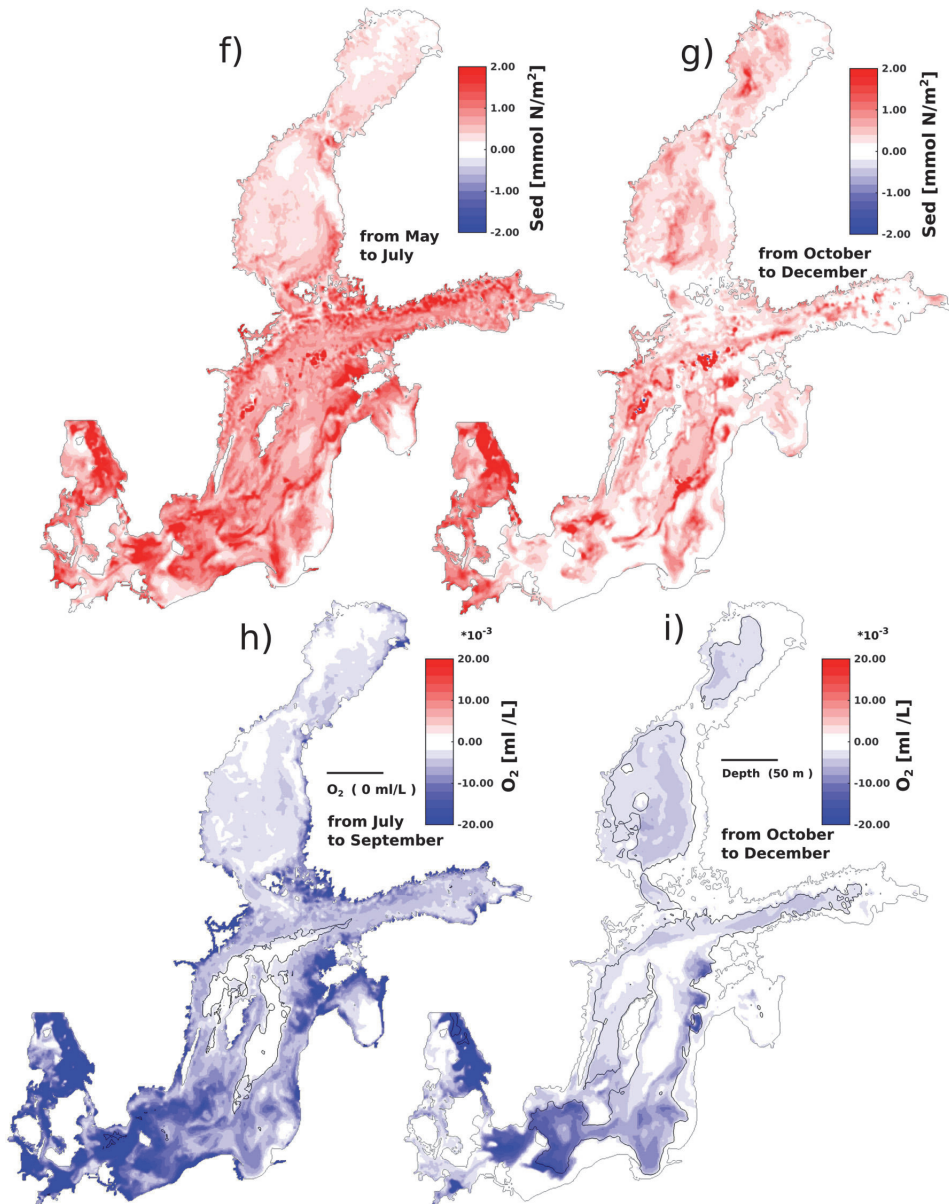 f)
2.00
1.00
0.00
-1.00
-2.00
Sed [mmol N/m²]
from May
to July
g)
2.00
1.00
0.00
-1.00
-2.00
Sed [mmol N/m²]
from October
to December
h)
*10⁻³
20.00
10.00
0.00
-10.00
-20.00
O₂ [ml /L]
O₂ ( 0 ml/L )
from July
to September
i)
*10⁻³
20.00
10.00
0.00
-10.00
-20.00
O₂ [ml /L]
Depth (50 m )
from October
to December